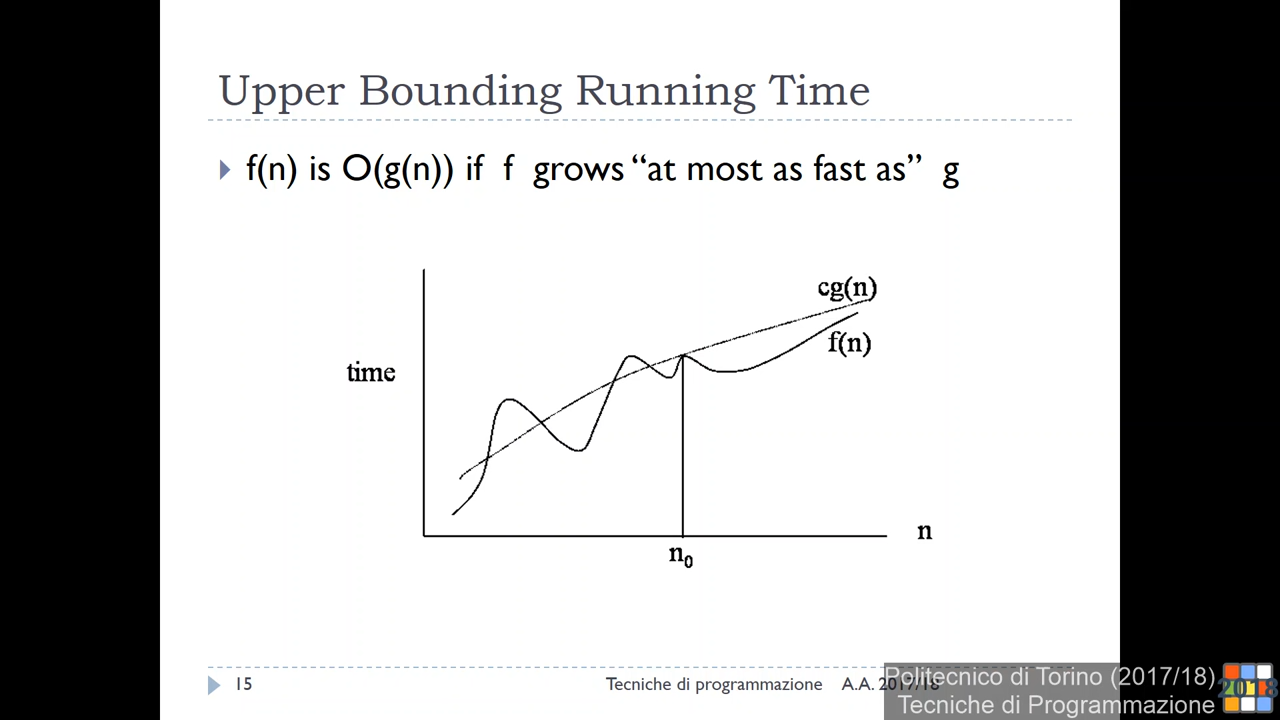 Upper Bounding Running Time
f(n) is O(g(n)) if f grows “at most as fast as” g
cg(n)
f(n)
time
n
n₀
15
Tecniche di programmazione A.A. 2017/18
Politecnico di Torino (2017/18)
Tecniche di Programmazione
2018